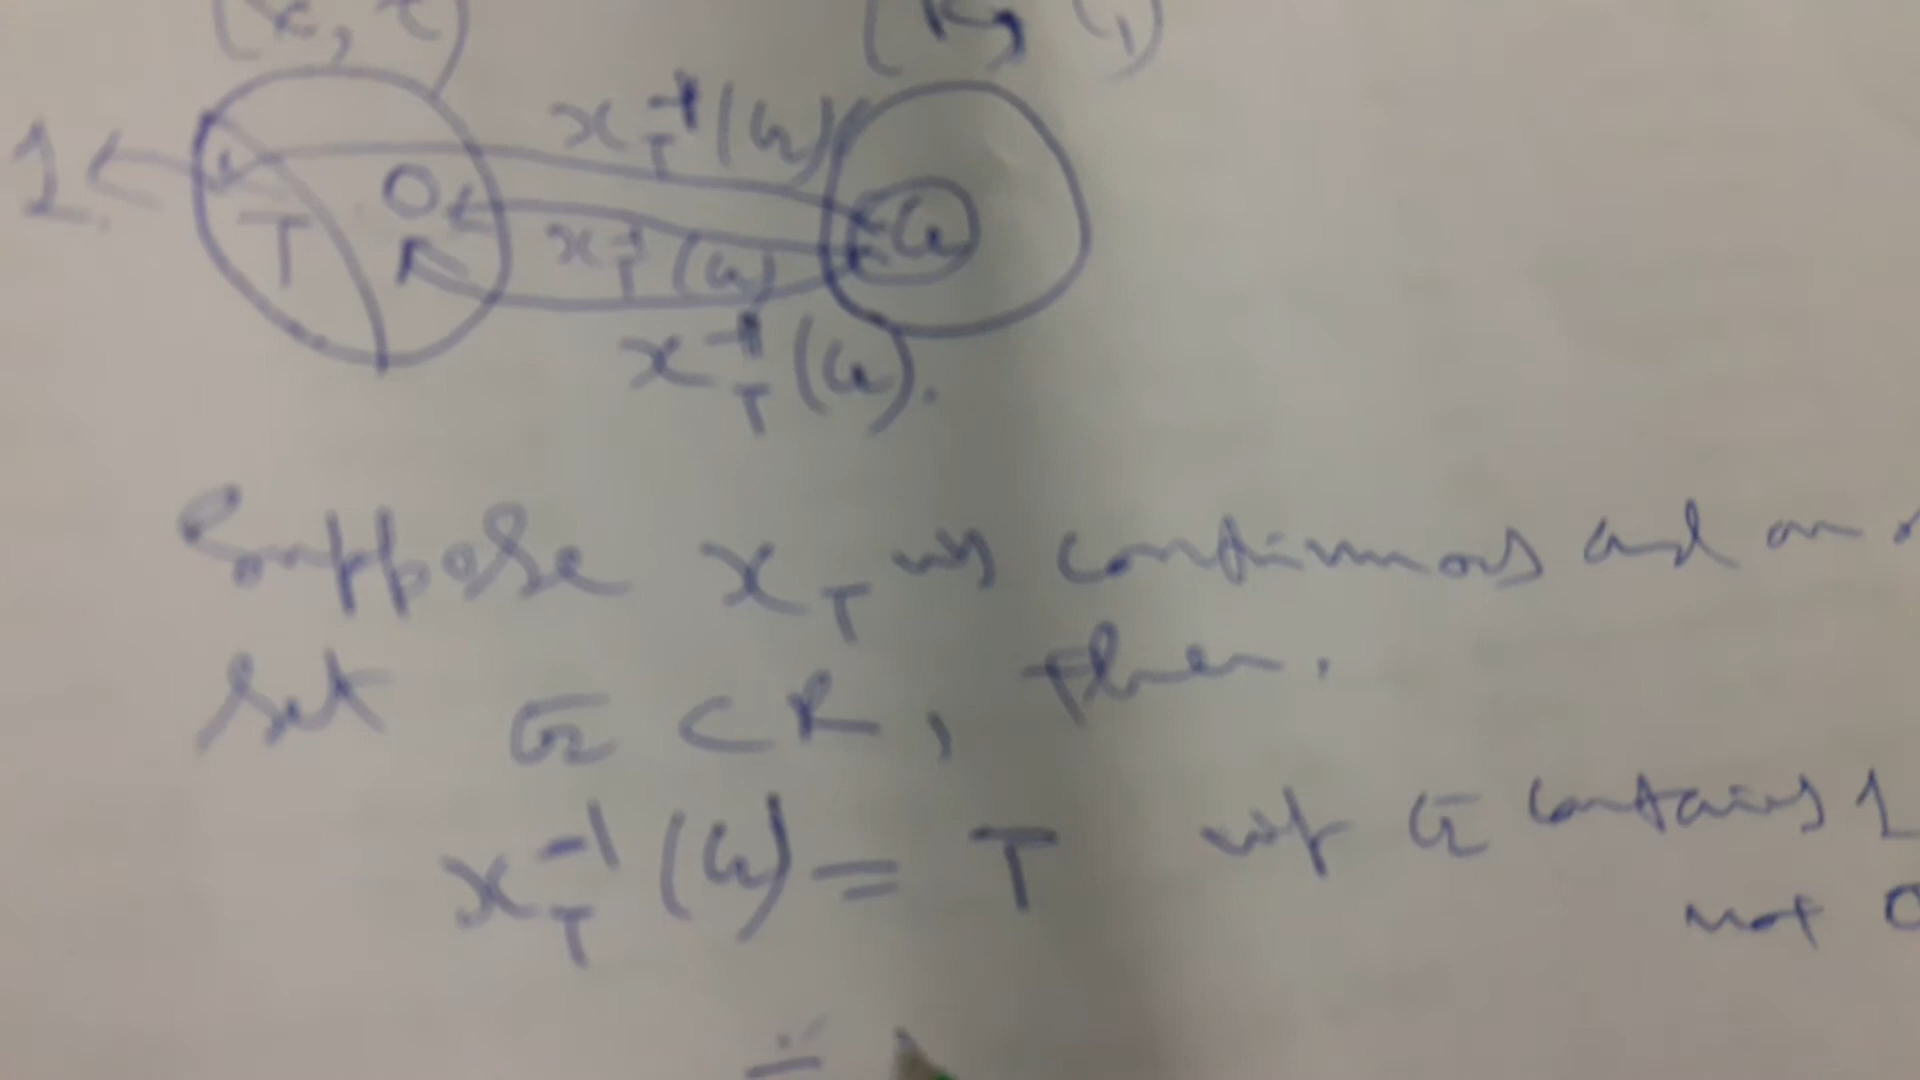 (x, τ)
1
T
0
x_T^-1(G)
x_T^-1(G)
x_T^-1(G).
G
Suppose x_T is continuous and an
set G ⊂ R, then.
x_T^-1(G) = T if G contains 1
not 0
=